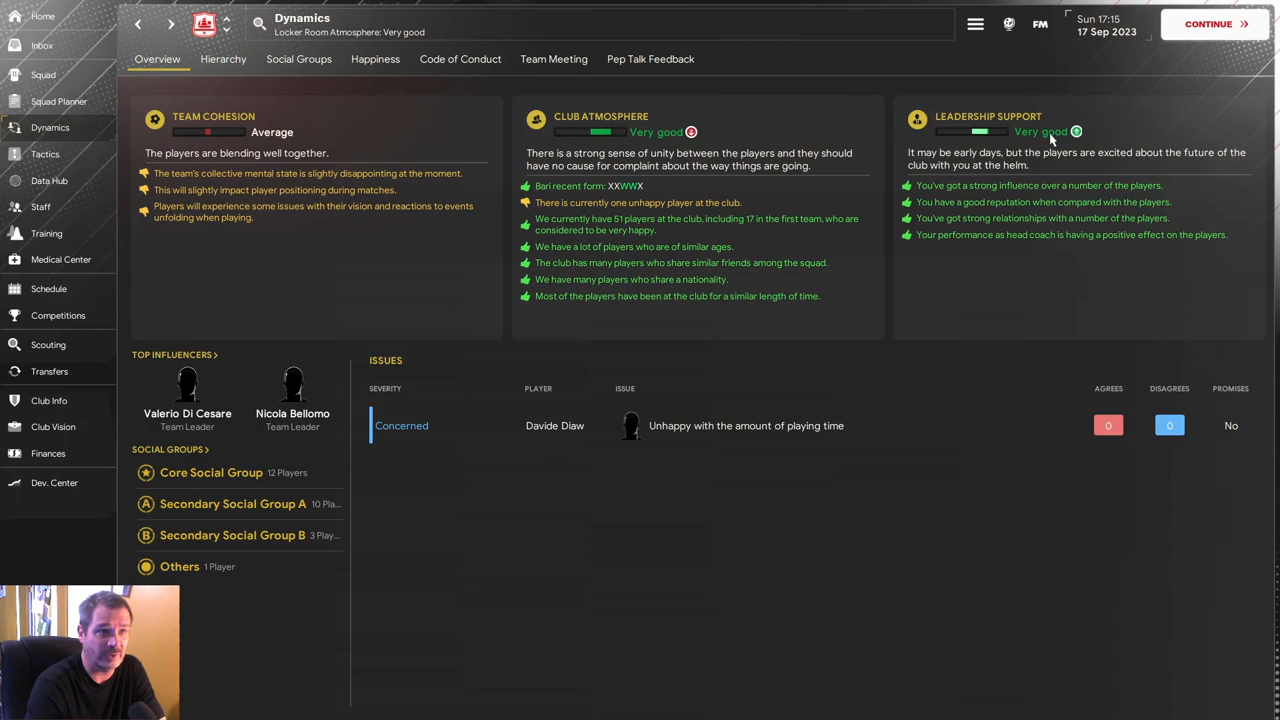 Home
Inbox
Squad
Squad Planner
Dynamics
Tactics
Data Hub
Staff
Training
Medical Center
Schedule
Competitions
Scouting
Transfers
Club Info
Club Vision
Finances
Dev. Center
Dynamics
Locker Room Atmosphere: Very good
FM
Sun 17:15
17 Sep 2023
CONTINUE
Overview
Hierarchy
Social Groups
Happiness
Code of Conduct
Team Meeting
Pep Talk Feedback
TEAM COHESION
Average
The players are blending well together.
The team's collective mental state is slightly disappointing at the moment.
This will slightly impact player positioning during matches.
Players will experience some issues with their vision and reactions to events
unfolding when playing.
CLUB ATMOSPHERE
Very good
There is a strong sense of unity between the players and they should
have no cause for complaint about the way things are going.
Bari recent form: XXWWX
There is currently one unhappy player at the club.
We currently have 51 players at the club, including 17 in the first team, who are
considered to be very happy.
We have a lot of players who are of similar ages.
The club has many players who share similar friends among the squad.
We have many players who share a nationality.
Most of the players have been at the club for a similar length of time.
LEADERSHIP SUPPORT
Very good
It may be early days, but the players are excited about the future of the
club with you at the helm.
You've got a strong influence over a number of the players.
You have a good reputation when compared with the players.
You've got strong relationships with a number of the players.
Your performance as head coach is having a positive effect on the players.
TOP INFLUENCERS >
Valerio Di Cesare
Team Leader
Nicola Bellomo
Team Leader
SOCIAL GROUPS >
Core Social Group 12 Players
A Secondary Social Group A 10 Pla...
B Secondary Social Group B 3 Play...
Others 1 Player
ISSUES
SEVERITY PLAYER ISSUE AGREES DISAGREES PROMISES
Concerned Davide Diaw Unhappy with the amount of playing time 0 0 No